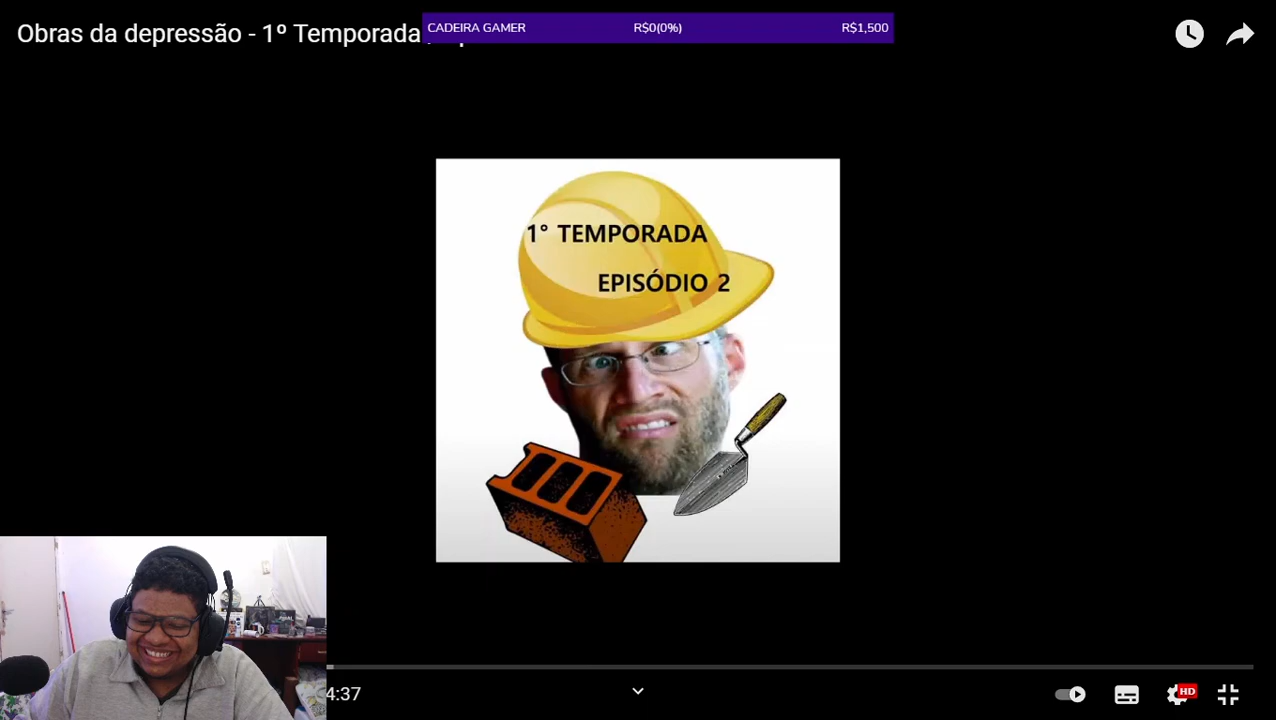 Obras da depressão - 1º Temporada
CADEIRA GAMER R$0(0%) R$1,500
1° TEMPORADA
EPISÓDIO 2
4:37
HD